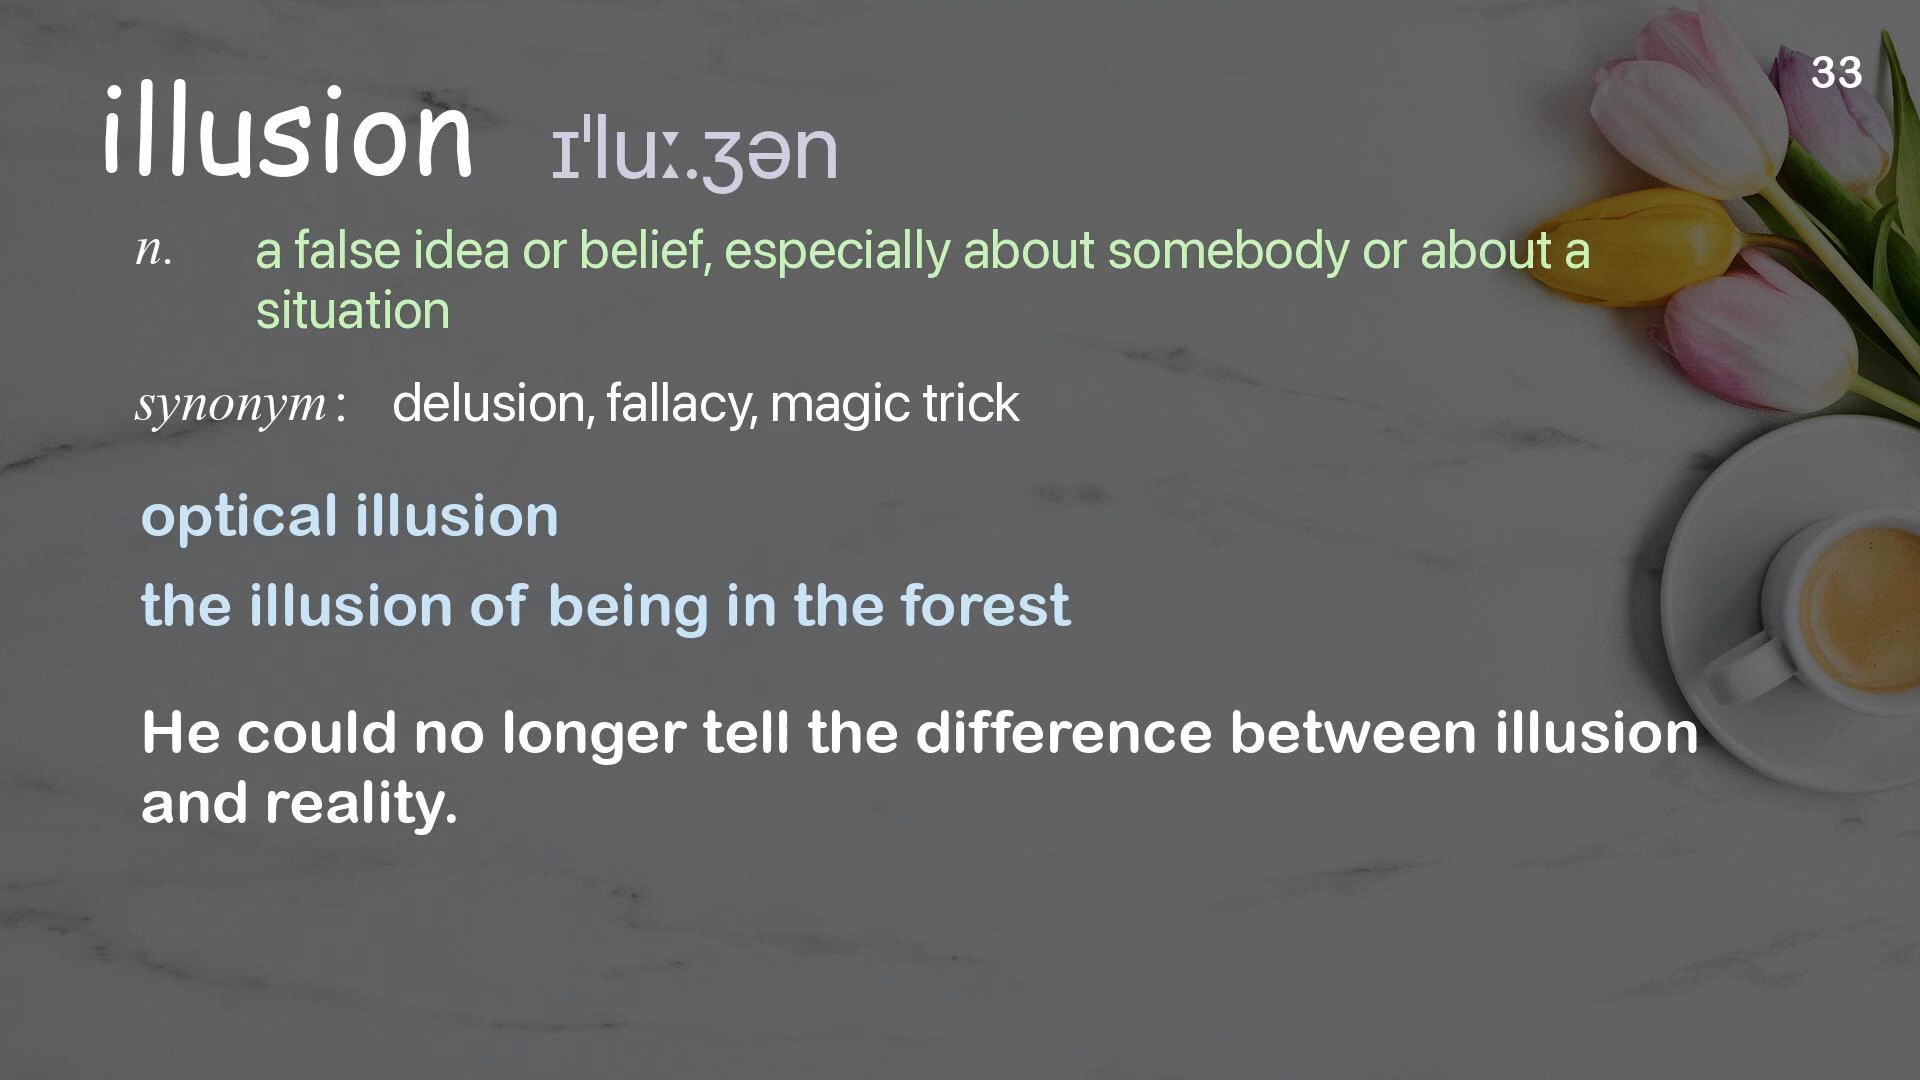 33
illusion ɪˈluː.ʒən
n. a false idea or belief, especially about somebody or about a
situation
synonym: delusion, fallacy, magic trick
optical illusion
the illusion of being in the forest
He could no longer tell the difference between illusion
and reality.